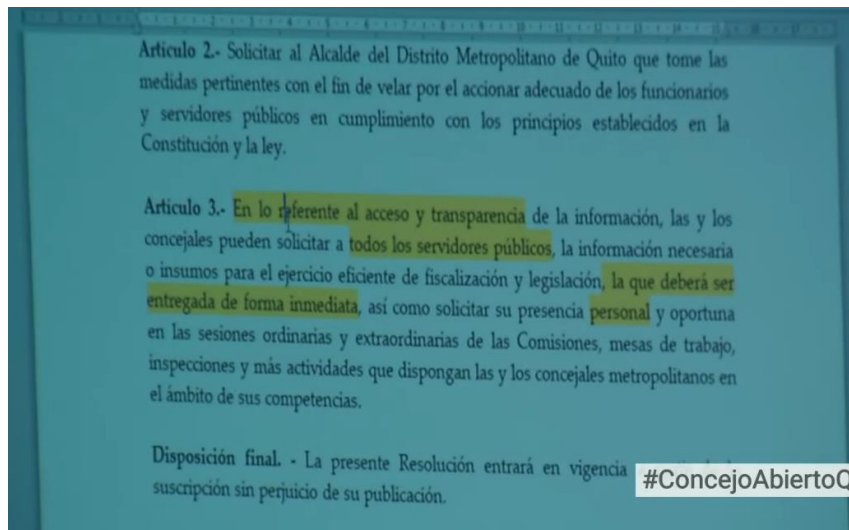 Articulo 2.- Solicitar al Alcalde del Distrito Metropolitano de Quito que tome las
medidas pertinentes con el fin de velar por el accionar adecuado de los funcionarios
y servidores públicos en cumplimiento con los principios establecidos en la
Constitución y la ley.
Articulo 3.- En lo referente al acceso y transparencia de la información, las y los
concejales pueden solicitar a todos los servidores públicos, la información necesaria
o insumos para el ejercicio eficiente de fiscalización y legislación, la que deberá ser
entregada de forma inmediata, así como solicitar su presencia personal y oportuna
en las sesiones ordinarias y extraordinarias de las Comisiones, mesas de trabajo,
inspecciones y más actividades que dispongan las y los concejales metropolitanos en
el ámbito de sus competencias.
Disposición final. - La presente Resolución entrará en vigencia
suscripción sin perjuicio de su publicación.
#ConcejoAbiertoQ